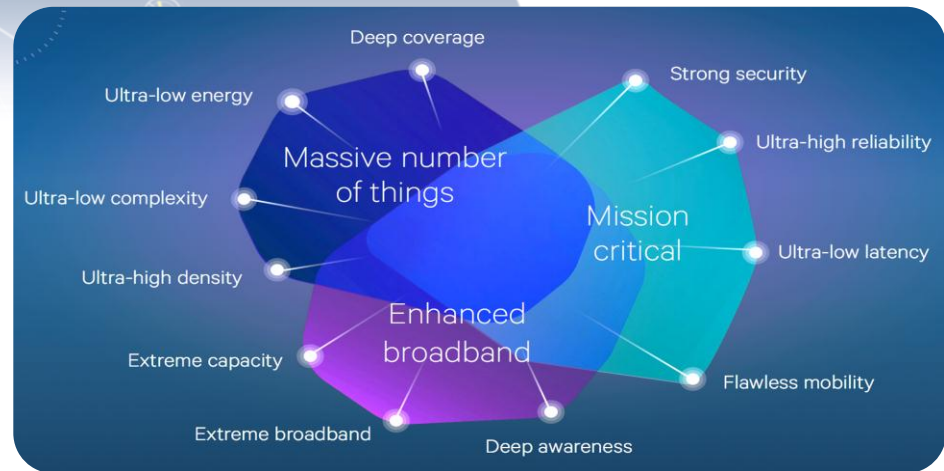 Deep coverage
Strong security
Ultra-low energy
Ultra-high reliability
Massive number
of things
Ultra-low complexity
Mission
critical
Ultra-low latency
Ultra-high density
Enhanced
broadband
Extreme capacity
Flawless mobility
Extreme broadband
Deep awareness